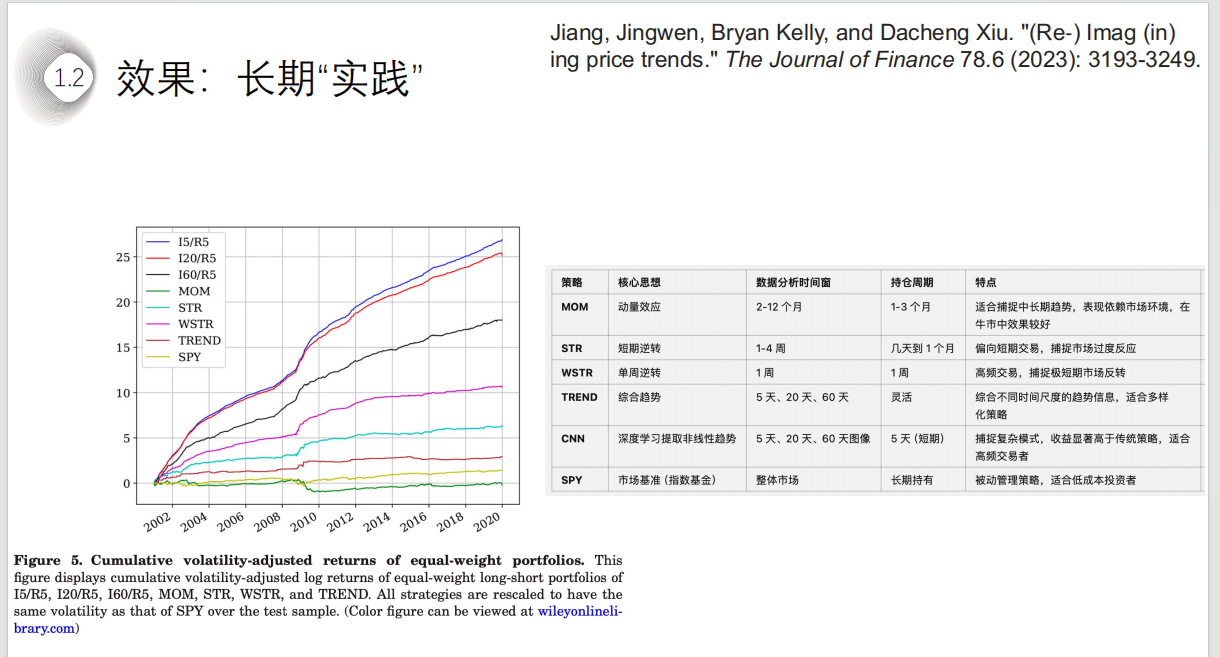 1.2
效果：长期“实践”
Jiang, Jingwen, Bryan Kelly, and Dacheng Xiu. "(Re-) Imag (in)
ing price trends." The Journal of Finance 78.6 (2023): 3193-3249.
I5/R5
I20/R5
I60/R5
MOM
STR
WSTR
TREND
SPY
25
20
15
10
5
0
2002 2004 2006 2008 2010 2012 2014 2016 2018 2020
Figure 5. Cumulative volatility-adjusted returns of equal-weight portfolios. This
figure displays cumulative volatility-adjusted log returns of equal-weight long-short portfolios of
I5/R5, I20/R5, I60/R5, MOM, STR, WSTR, and TREND. All strategies are rescaled to have the
same volatility as that of SPY over the test sample. (Color figure can be viewed at wileyonlineli-
brary.com)
策略 核心思想 数据分析时间窗 持仓周期 特点
MOM 动量效应 2-12 个月 1-3 个月 适合捕捉中长期趋势，表现依赖市场环境，在
牛市中效果较好
STR 短期逆转 1-4 周 几天到 1 个月 偏向短期交易，捕捉市场过度反应
WSTR 单周逆转 1 周 1 周 高频交易，捕捉极短期市场反转
TREND 综合趋势 5 天、20 天、60 天 灵活 综合不同时间尺度的趋势信息，适合多样
化策略
CNN 深度学习提取非线性趋势 5 天、20 天、60 天图像 5 天（短期） 捕捉复杂模式，收益显著高于传统策略，适合
高频交易者
SPY 市场基准（指数基金） 整体市场 长期持有 被动管理策略，适合低成本投资者